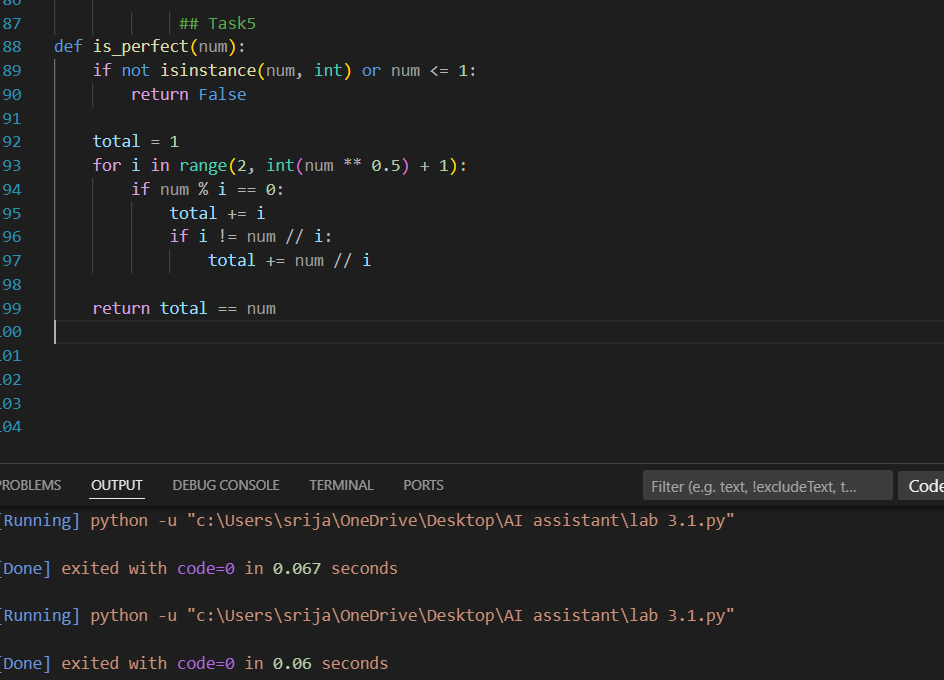 86
87 ## Task5
88 def is_perfect(num):
89 if not isinstance(num, int) or num <= 1:
90 return False
91
92 total = 1
93 for i in range(2, int(num ** 0.5) + 1):
94 if num % i == 0:
95 total += i
96 if i != num // i:
97 total += num // i
98
99 return total == num
00
01
02
03
04
ROBLEMS OUTPUT DEBUG CONSOLE TERMINAL PORTS Filter (e.g. text, !excludeText, t... Code
[Running] python -u "c:\Users\srija\OneDrive\Desktop\AI assistant\lab 3.1.py"
[Done] exited with code=0 in 0.067 seconds
[Running] python -u "c:\Users\srija\OneDrive\Desktop\AI assistant\lab 3.1.py"
[Done] exited with code=0 in 0.06 seconds